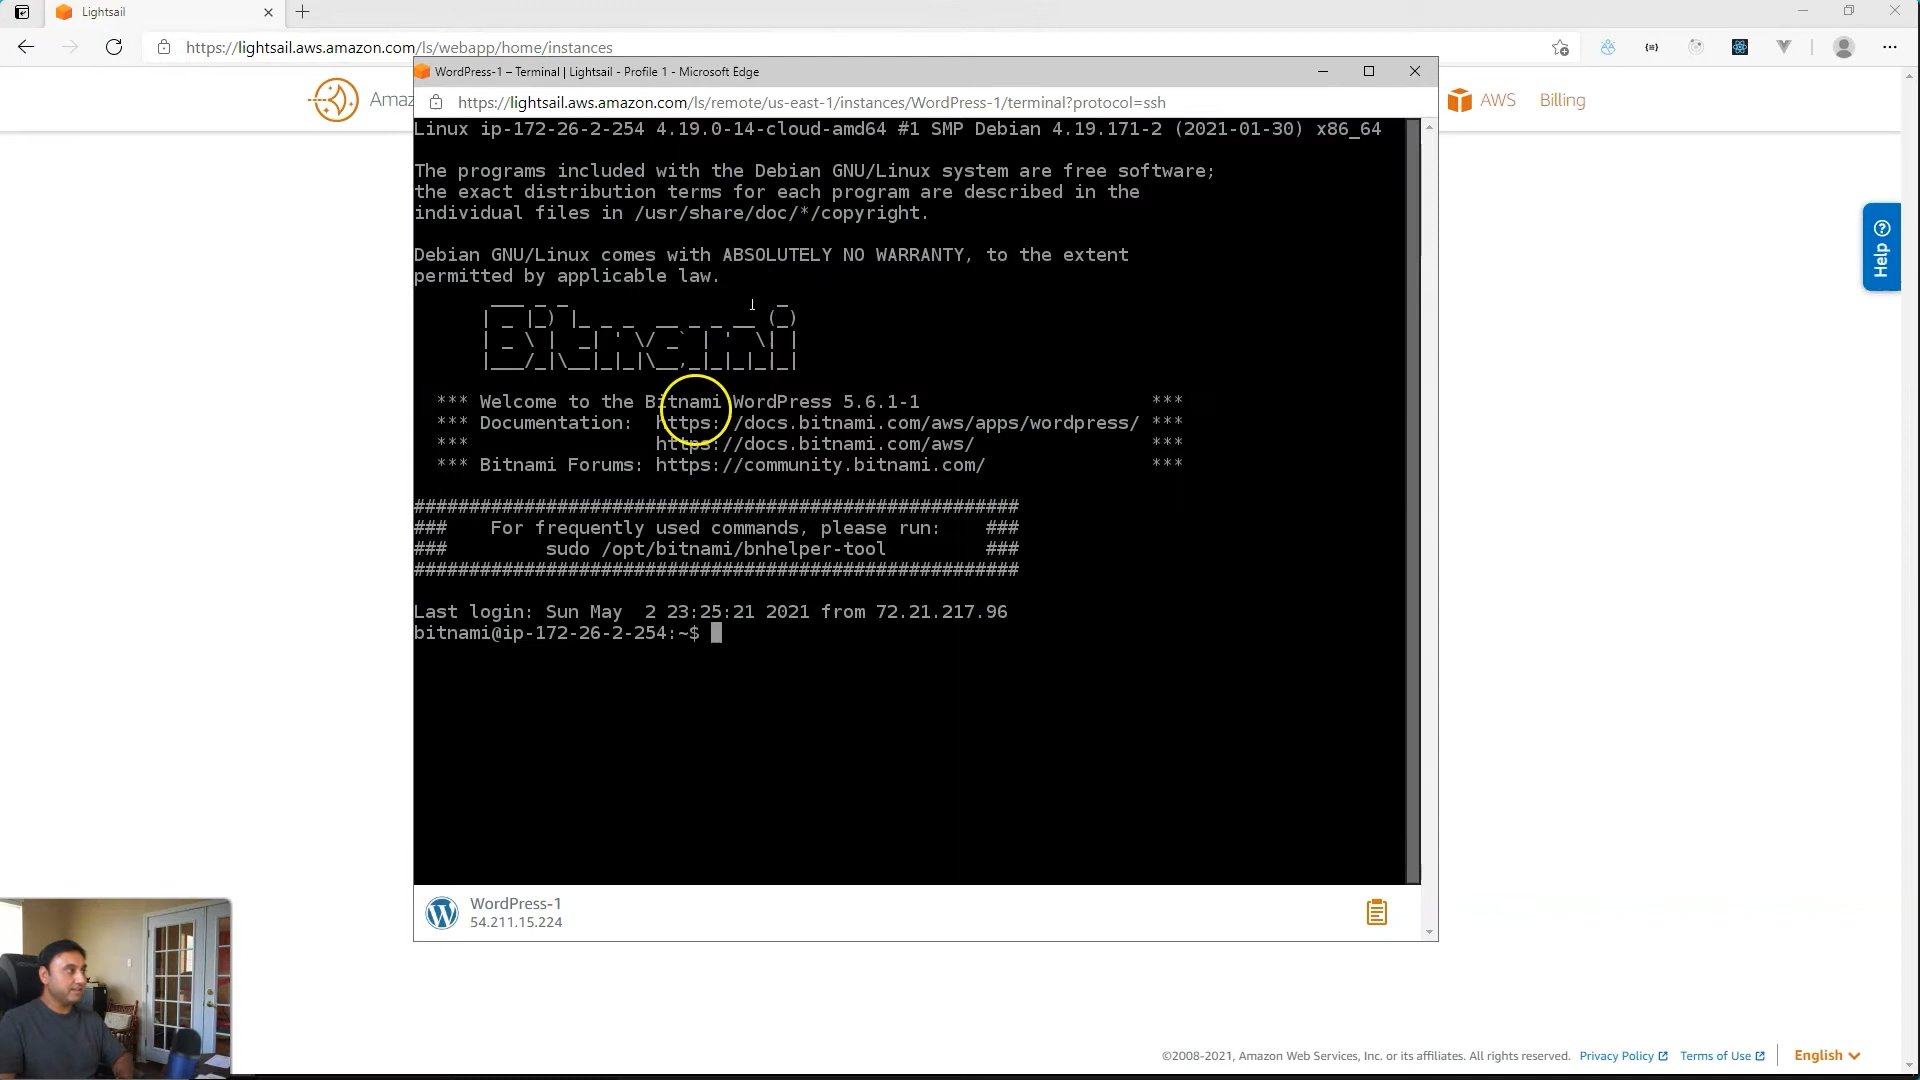 Lightsail
https://lightsail.aws.amazon.com/ls/webapp/home/instances
Amaz
AWS
Billing
WordPress-1 – Terminal | Lightsail - Profile 1 - Microsoft Edge
https://lightsail.aws.amazon.com/ls/remote/us-east-1/instances/WordPress-1/terminal?protocol=ssh
Linux ip-172-26-2-254 4.19.0-14-cloud-amd64 #1 SMP Debian 4.19.171-2 (2021-01-30) x86_64
The programs included with the Debian GNU/Linux system are free software;
the exact distribution terms for each program are described in the
individual files in /usr/share/doc/*/copyright.
Debian GNU/Linux comes with ABSOLUTELY NO WARRANTY, to the extent
permitted by applicable law.
Bitnami
*** Welcome to the Bitnami WordPress 5.6.1-1 ***
*** Documentation: https://docs.bitnami.com/aws/apps/wordpress/ ***
*** https://docs.bitnami.com/aws/ ***
*** Bitnami Forums: https://community.bitnami.com/ ***
#######################################################
### For frequently used commands, please run: ###
### sudo /opt/bitnami/bnhelper-tool ###
#######################################################
Last login: Sun May 2 23:25:21 2021 from 72.21.217.96
bitnami@ip-172-26-2-254:~$
Help
WordPress-1
54.211.15.224
©2008-2021, Amazon Web Services, Inc. or its affiliates. All rights reserved. Privacy Policy Terms of Use English